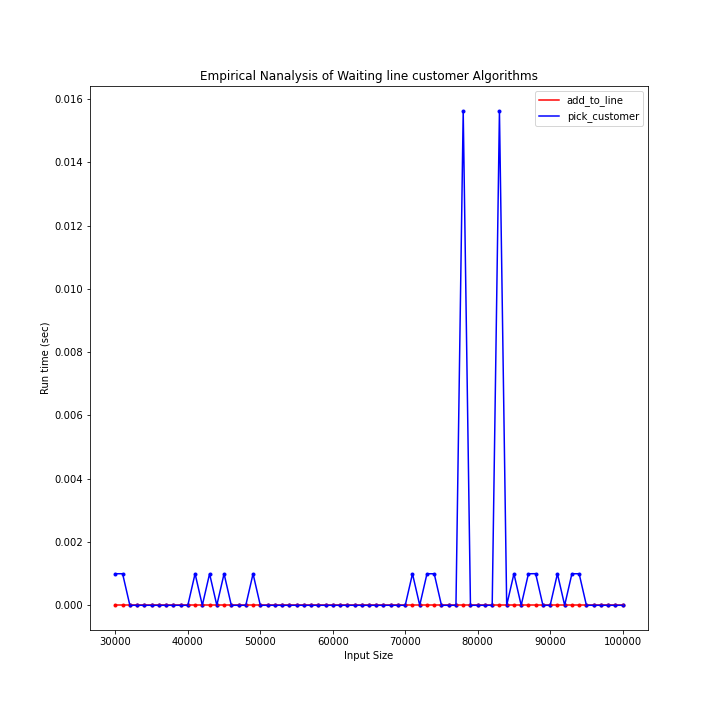 Empirical Nanalysis of Waiting line customer Algorithms
add_to_line
pick_customer
0.016
0.014
0.012
0.010
0.008
0.006
0.004
0.002
0.000
Run time (sec)
30000 40000 50000 60000 70000 80000 90000 100000
Input Size